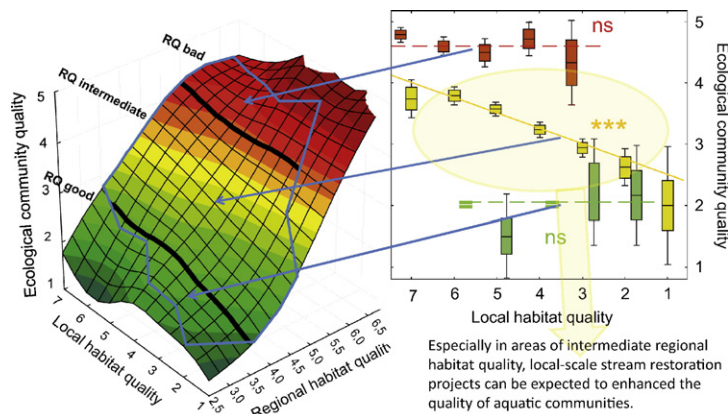 RQ bad
RQ intermediate
RQ good
Ecological community quality
5
4
3
2
1
7
6
5
4
3
2
1
Local habitat quality
2.5
3.0
3.5
4.0
4.5
5.0
5.5
6.0
6.5
Regional habitat quality
ns
***
ns
5
4
3
2
1
Ecological community quality
7 6 5 4 3 2 1
Local habitat quality
Especially in areas of intermediate regional
habitat quality, local-scale stream restoration
projects can be expected to enhanced the
quality of aquatic communities.